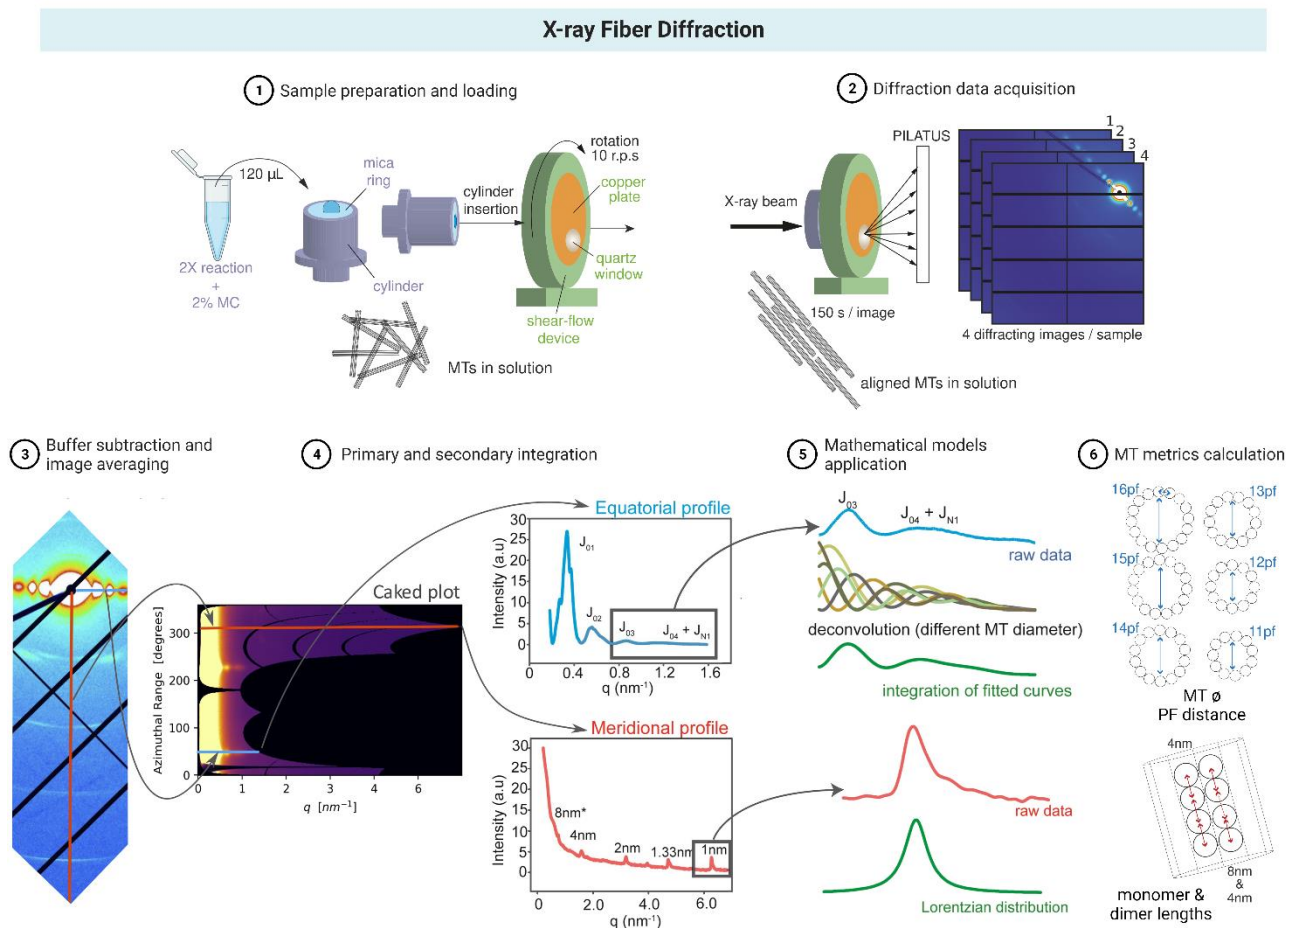 X-ray Fiber Diffraction
1 Sample preparation and loading
120 µL
mica
ring
2X reaction
+
2% MC
cylinder
cylinder
insertion
rotation
10 r.p.s
copper
plate
quartz
window
shear-flow
device
MTs in solution
2 Diffraction data acquisition
PILATUS
1
2
3
4
X-ray beam
150 s / image
4 diffracting images / sample
aligned MTs in solution
3 Buffer subtraction and
image averaging
4 Primary and secondary integration
Caked plot
Azimuthal Range [degrees]
300
200
100
0
0 1 2 4 6
q [nm⁻¹]
Equatorial profile
Intensity (a.u)
30
25
20
15
10
5
0
J01
J02
J03
J04 + JN1
0 0.4 0.8 1.2 1.6
q (nm⁻¹)
Meridional profile
Intensity (a.u)
30
25
20
15
10
5
0
8nm*
4nm
2nm
1.33nm
1nm
0 2.0 4.0 6.0
q (nm⁻¹)
5 Mathematical models
application
J03
J04 + JN1
raw data
deconvolution (different MT diameter)
integration of fitted curves
raw data
Lorentzian distribution
6 MT metrics calculation
16pf 13pf
15pf 12pf
14pf 11pf
MT ø
PF distance
4nm
8nm
&
4nm
monomer &
dimer lengths